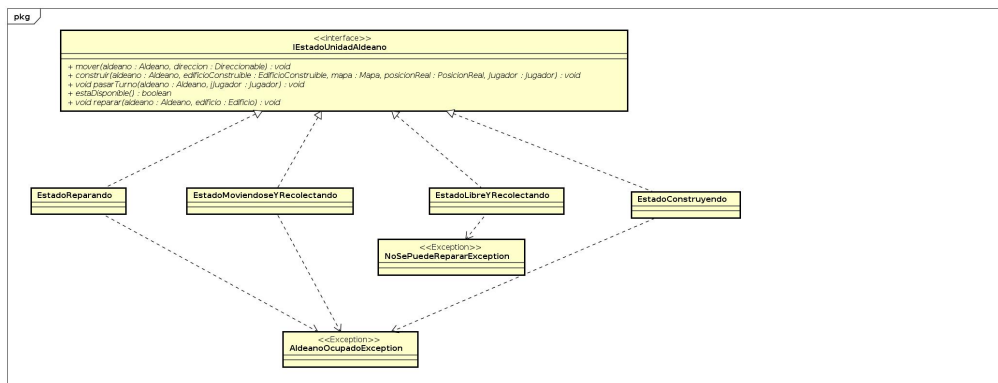 pkg
<<Interface>>
IEstadoUnidadAldeano
+ mover(aldeano : Aldeano, direccion : Direccionable) : void
+ construir(aldeano : Aldeano, edificioConstruible : EdificioConstruible, mapa : Mapa, posicionReal : PosicionReal, jugador : Jugador) : void
+ void pasarTurno(aldeano : Aldeano, (jugador : Jugador) : void
+ estaDisponible() : boolean
+ void reparar(aldeano : Aldeano, edificio : Edificio) : void
EstadoReparando
EstadoMoviendoseYRecolectando
EstadoLibreYRecolectando
EstadoConstruyendo
<<Exception>>
NoSePuedeRepararException
<<Exception>>
AldeanoOcupadoException